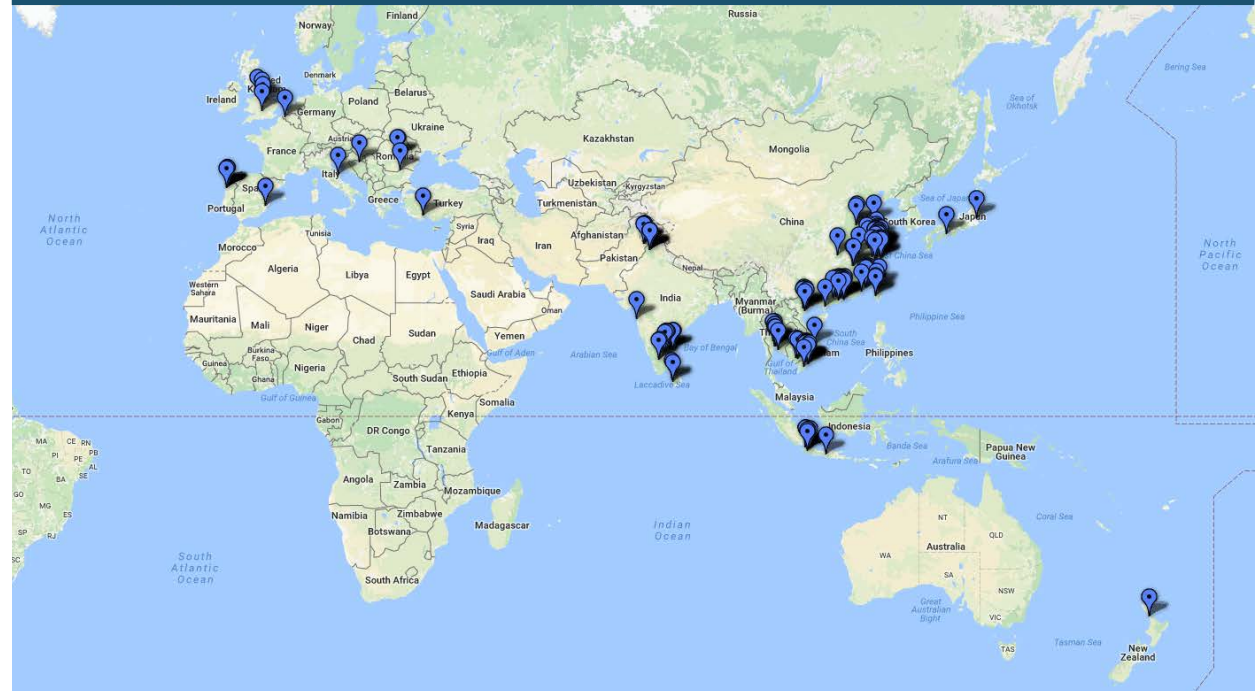 Finland
Russia
Norway
Bering Sea
Denmark
Sea of
Okhotsk
Ireland
Belarus
Poland
Germany
Ukraine
Kazakhstan
Austria
Mongolia
France
Italy
Uzbekistan
Kyrgyzstan
Sea of Japan
Portugal
Greece
Turkey
Turkmenistan
China
South Korea
Japan
North
Atlantic
Ocean
Syria
Tunisia
Afghanistan
Iraq
Iran
Morocco
Pakistan
North
Pacific
Ocean
Algeria
Libya
Egypt
Nepal
Western
Sahara
Saudi Arabia
India
Oman
Myanmar
(Burma)
Mauritania
Mali
Niger
Sudan
Yemen
Philippine Sea
Chad
South
China Sea
Gulf of Aden
Arabian Sea
Bay of Bengal
Burkina
Faso
Guinea
Nigeria
Gulf of
Thailand
Philippines
Ghana
South Sudan
Ethiopia
Laccadive Sea
Gulf of Guinea
Somalia
Malaysia
Gabon
Kenya
Indonesia
DR Congo
MA
CE
RN
PB
PI
PE
AL
SE
Tanzania
Banda Sea
Papua New
Guinea
Arafura Sea
TO
BA
Angola
Zambia
Mozambique
GO
MG
ES
Namibia
Zimbabwe
Madagascar
Botswana
Indian
Ocean
NT
Coral Sea
SP
RJ
QLD
WA
Australia
SC
South
Atlantic
Ocean
South Africa
SA
NSW
Great
Australian
Bight
VIC
Tasman Sea
TAS
New
Zealand